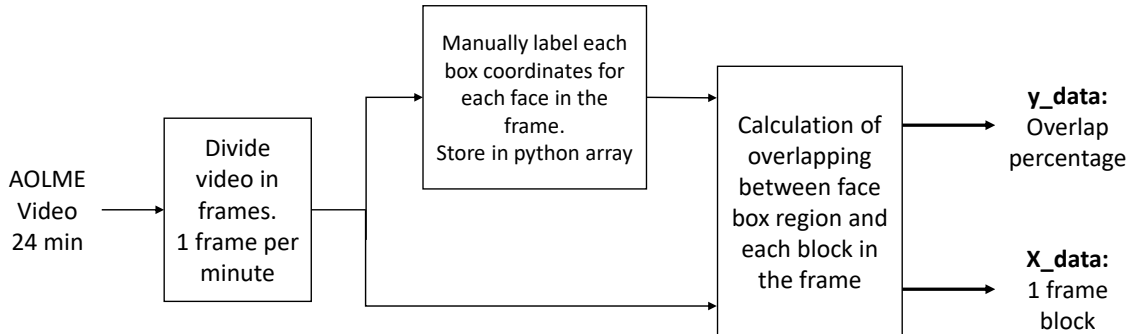 AOLME
Video
24 min
Divide
video in
frames.
1 frame per
minute
Manually label each
box coordinates for
each face in the
frame.
Store in python array
Calculation of
overlapping
between face
box region and
each block in
the frame
y_data:
Overlap
percentage
X_data:
1 frame
block